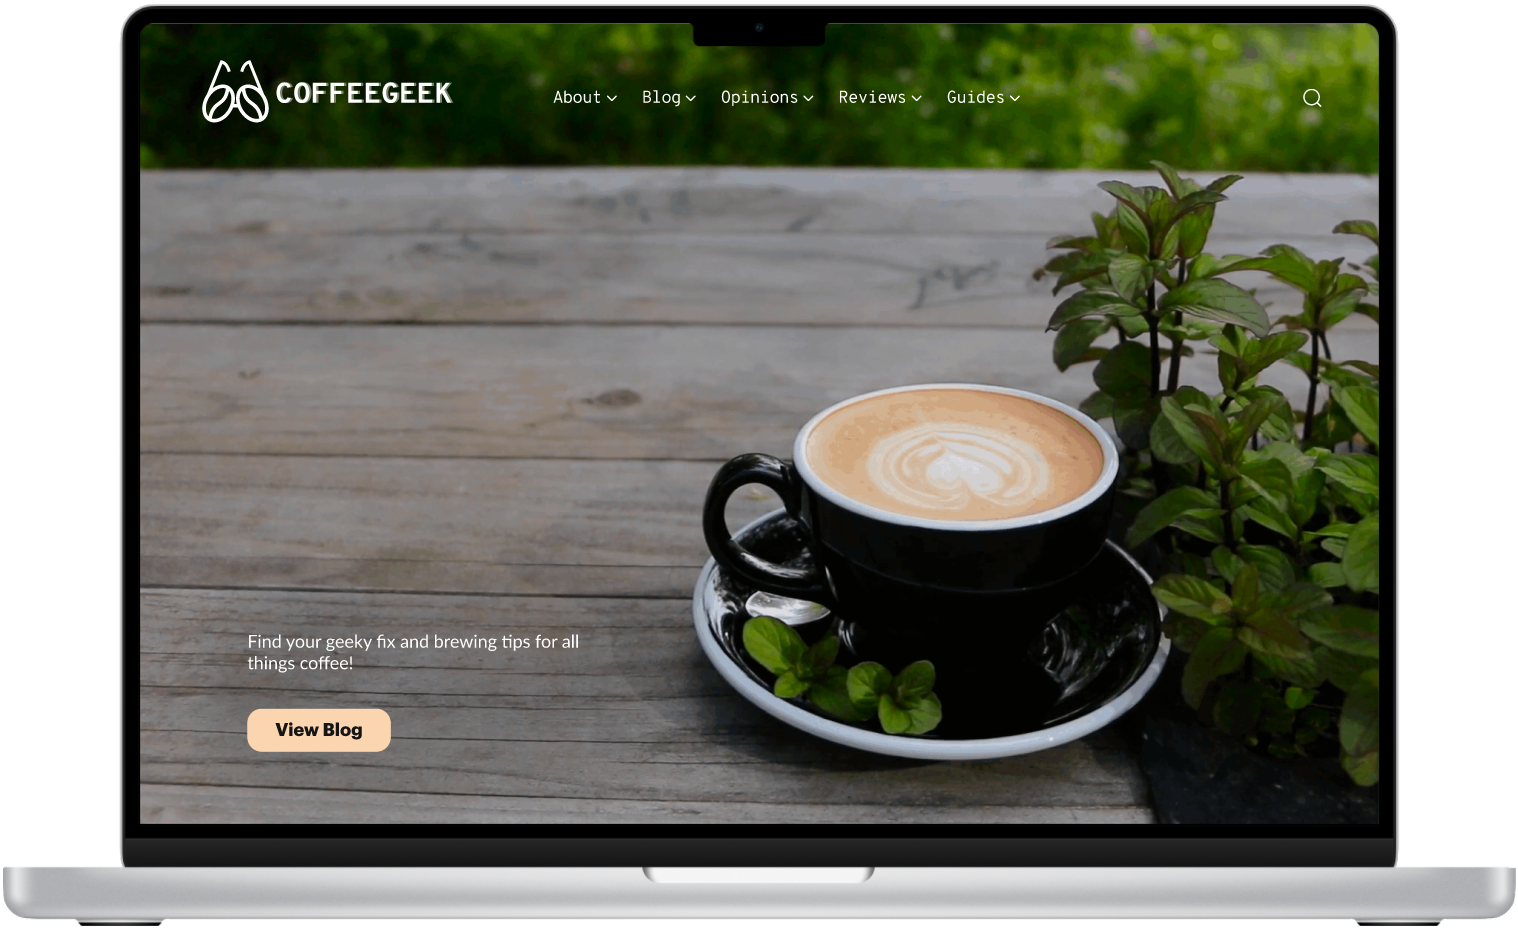 COFFEEGEEK
About
Blog
Opinions
Reviews
Guides
Find your geeky fix and brewing tips for all
things coffee!
View Blog